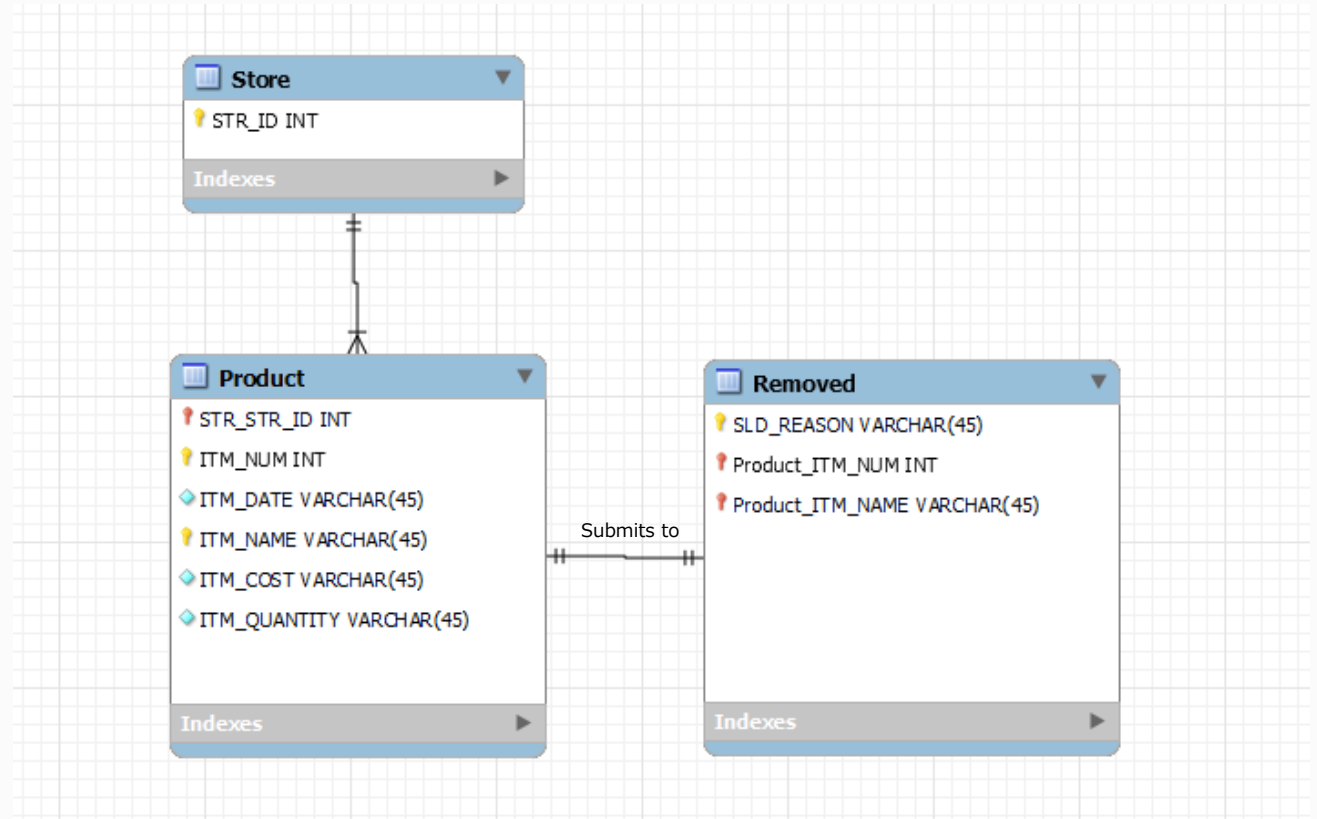 Store
STR_ID INT
Indexes
Product
STR_STR_ID INT
ITM_NUM INT
ITM_DATE VARCHAR(45)
ITM_NAME VARCHAR(45)
ITM_COST VARCHAR(45)
ITM_QUANTITY VARCHAR(45)
Indexes
Submits to
Removed
SLD_REASON VARCHAR(45)
Product_ITM_NUM INT
Product_ITM_NAME VARCHAR(45)
Indexes